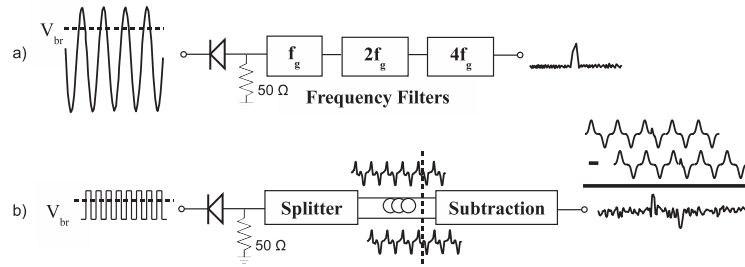 a)
V_br
f_g
2f_g
4f_g
50 Ω
Frequency Filters
b)
V_br
Splitter
Subtraction
50 Ω